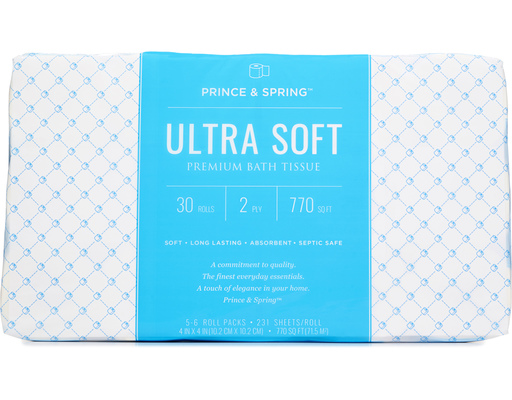 PRINCE & SPRING™
ULTRA SOFT
PREMIUM BATH TISSUE
30 ROLLS 2 PLY 770 SQFT
SOFT • LONG LASTING • ABSORBENT • SEPTIC SAFE
A commitment to quality.
The finest everyday essentials.
A touch of elegance in your home.
Prince & Spring™
5-6 ROLL PACKS • 231 SHEETS/ROLL
4 IN X 4 IN (10.2 CM X 10.2 CM) • 770 SQ FT (71.5 M²)